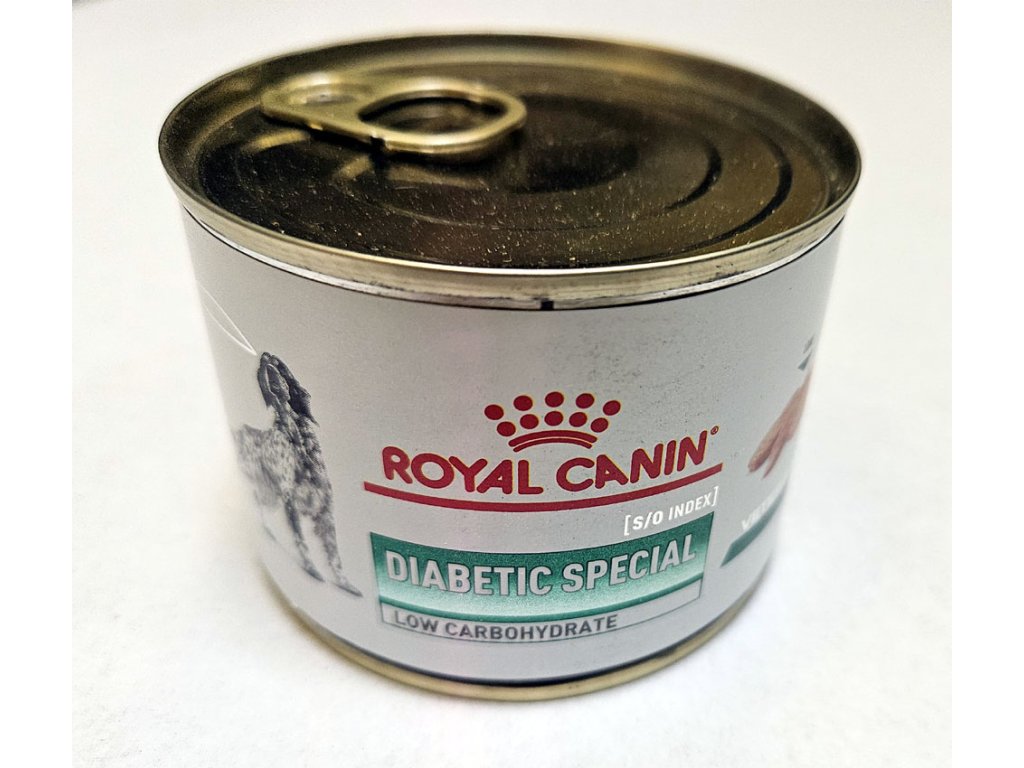 ROYAL CANIN®
[S/O INDEX]
DIABETIC SPECIAL
LOW CARBOHYDRATE